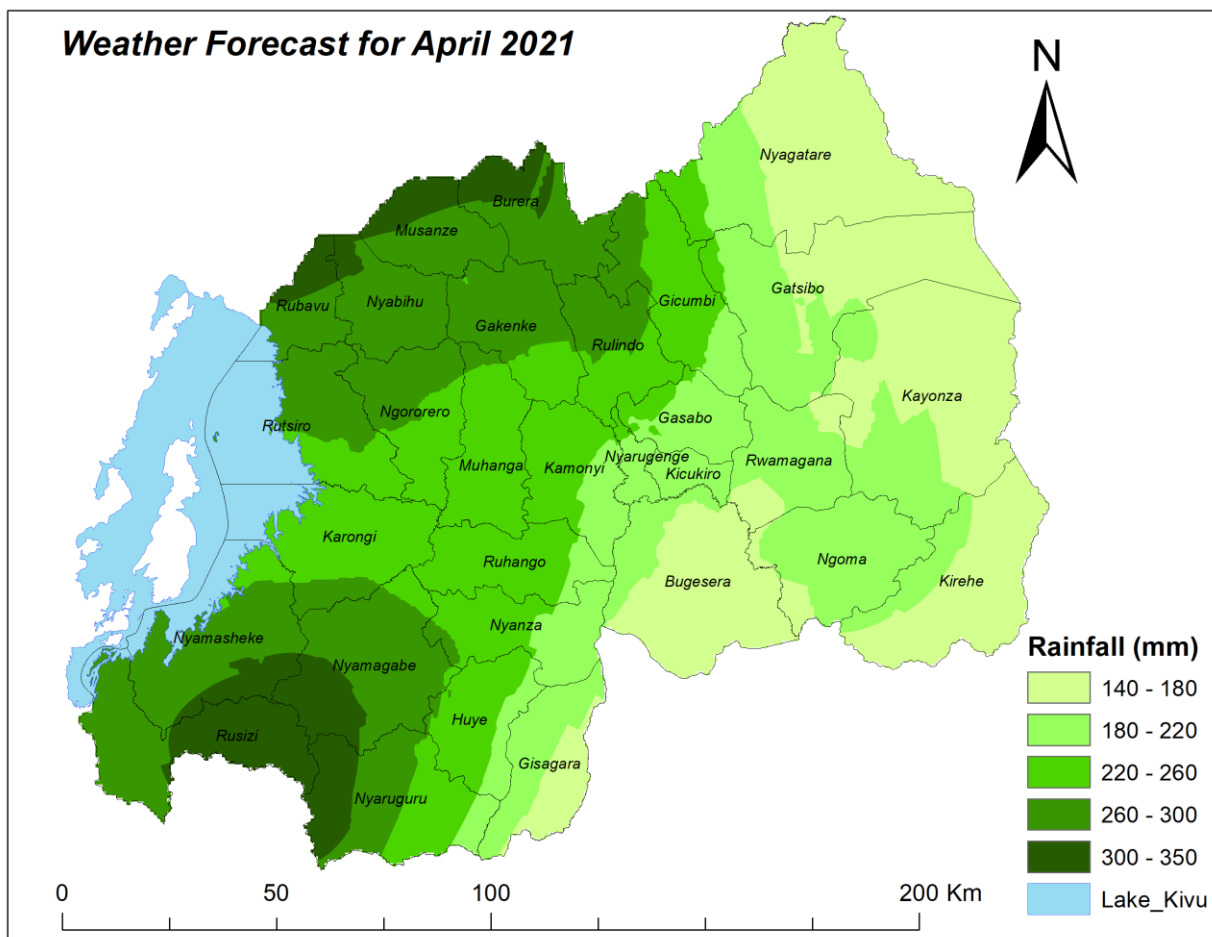 Weather Forecast for April 2021
N
Nyagatare
Burera
Musanze
Rubavu
Nyabihu
Gicumbi
Gatsibo
Gakenke
Rulindo
Kayonza
Ngororero
Gasabo
Rutsiro
Nyarugenge
Muhanga
Kamonyi
Kicukiro
Rwamagana
Karongi
Ruhango
Ngoma
Bugesera
Kirehe
Nyamasheke
Nyanza
Nyamagabe
Rusizi
Huye
Gisagara
Nyaruguru
Rainfall (mm)
140 - 180
180 - 220
220 - 260
260 - 300
300 - 350
Lake_Kivu
0 50 100 200 Km